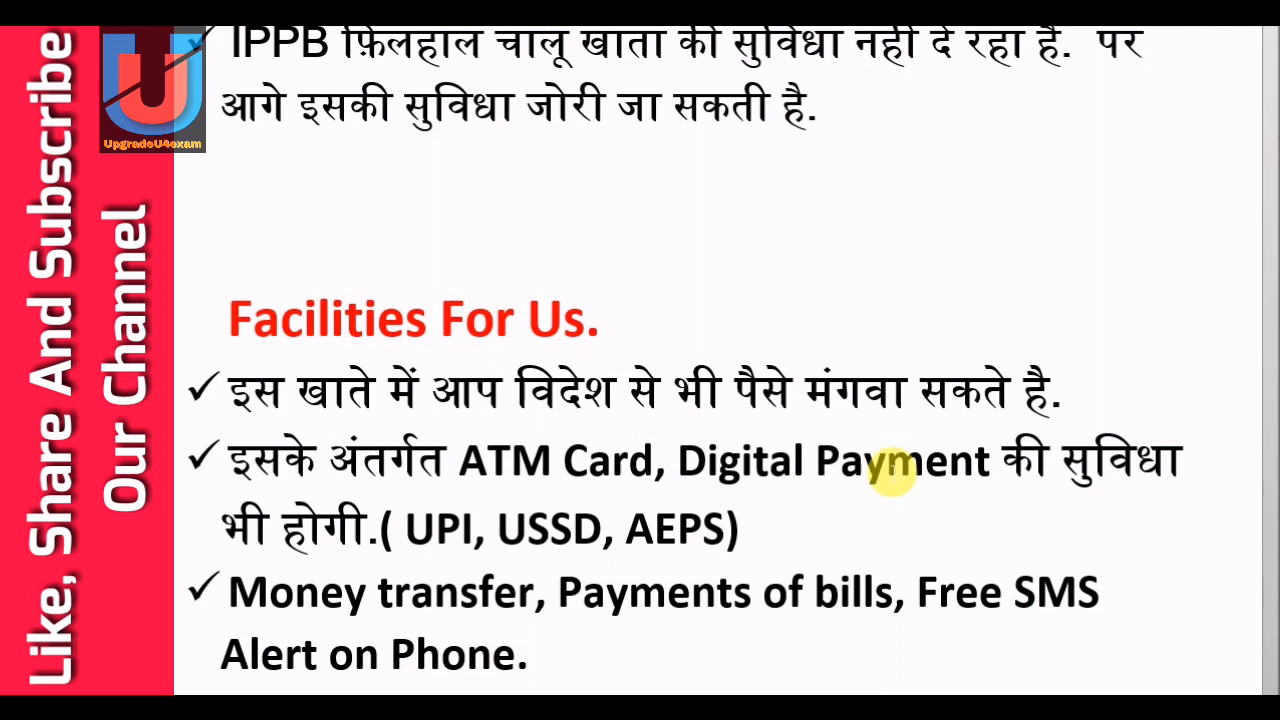 Like, Share And Subscribe
Our Channel
UpgradeU4exam
✓ IPPB फ़िलहाल चालू खाता की सुविधा नहीं दे रहा है. पर
आगे इसकी सुविधा जोरी जा सकती है.
Facilities For Us.
✓ इस खाते में आप विदेश से भी पैसे मंगवा सकते है.
✓ इसके अंतर्गत ATM Card, Digital Payment की सुविधा
भी होगी.( UPI, USSD, AEPS)
✓ Money transfer, Payments of bills, Free SMS
Alert on Phone.